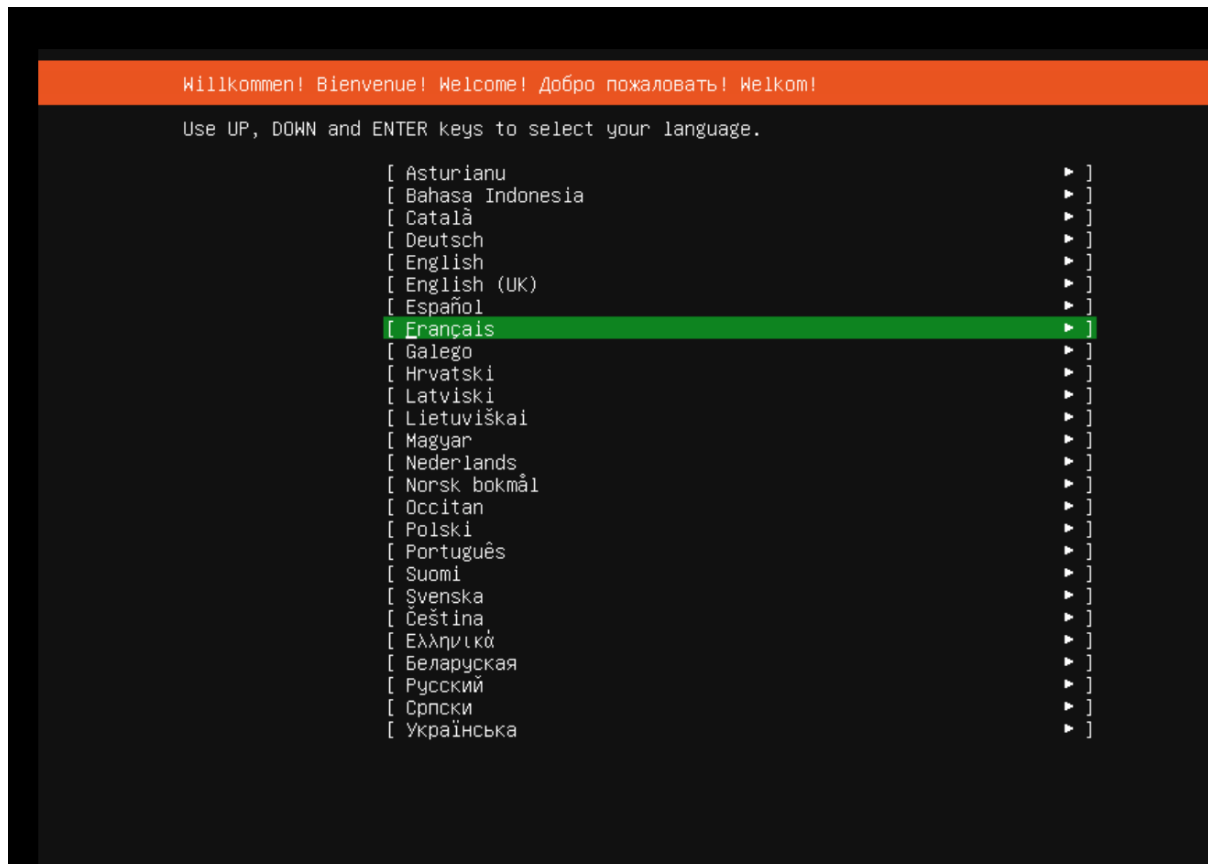 Willkommen! Bienvenue! Welcome! Добро пожаловать! Welkom!
Use UP, DOWN and ENTER keys to select your language.
[ Asturianu ► ]
[ Bahasa Indonesia ► ]
[ Català ► ]
[ Deutsch ► ]
[ English ► ]
[ English (UK) ► ]
[ Español ► ]
[ Français ► ]
[ Galego ► ]
[ Hrvatski ► ]
[ Latviski ► ]
[ Lietuviškai ► ]
[ Magyar ► ]
[ Nederlands ► ]
[ Norsk bokmål ► ]
[ Occitan ► ]
[ Polski ► ]
[ Português ► ]
[ Suomi ► ]
[ Svenska ► ]
[ Čeština ► ]
[ Ελληνικά ► ]
[ Беларуская ► ]
[ Русский ► ]
[ Српски ► ]
[ Українська ► ]